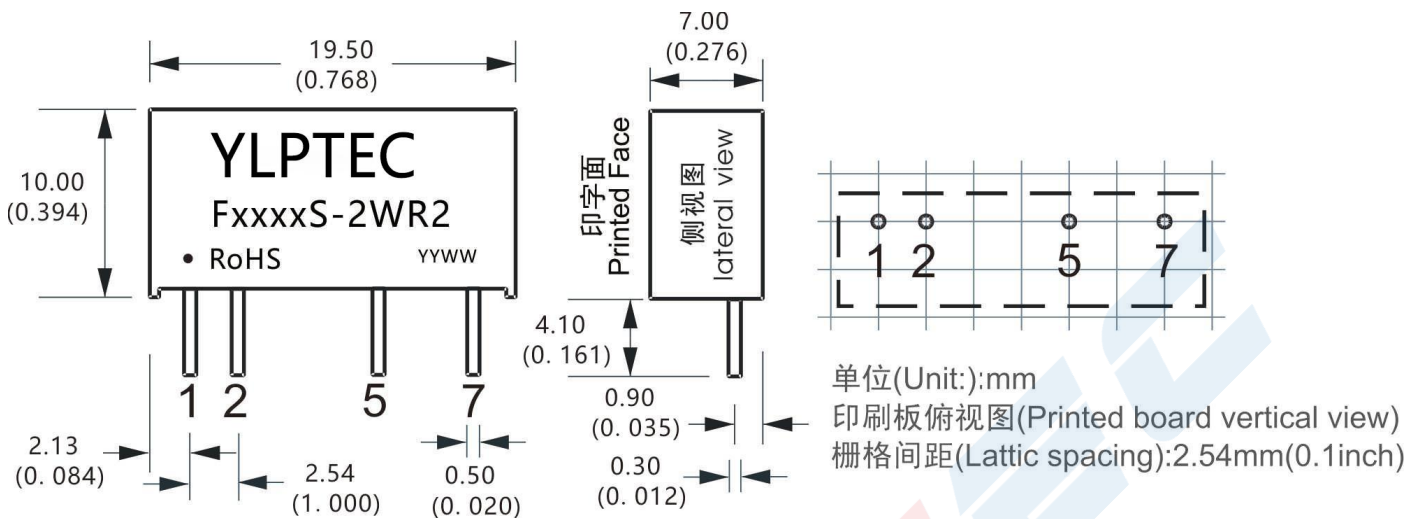 19.50
(0.768)
10.00
(0.394)
YLPTEC
FxxxxS-2WR2
• RoHS YYWW
1 2 5 7
2.13
(0. 084)
2.54
(1. 000)
0.50
(0. 020)
7.00
(0.276)
印字面
Printed Face
侧视图
lateral view
4.10
(0. 161)
0.90
(0. 035)
0.30
(0. 012)
1 2 5 7
单位(Unit:):mm
印刷板俯视图(Printed board vertical view)
栅格间距(Lattic spacing):2.54mm(0.1inch)